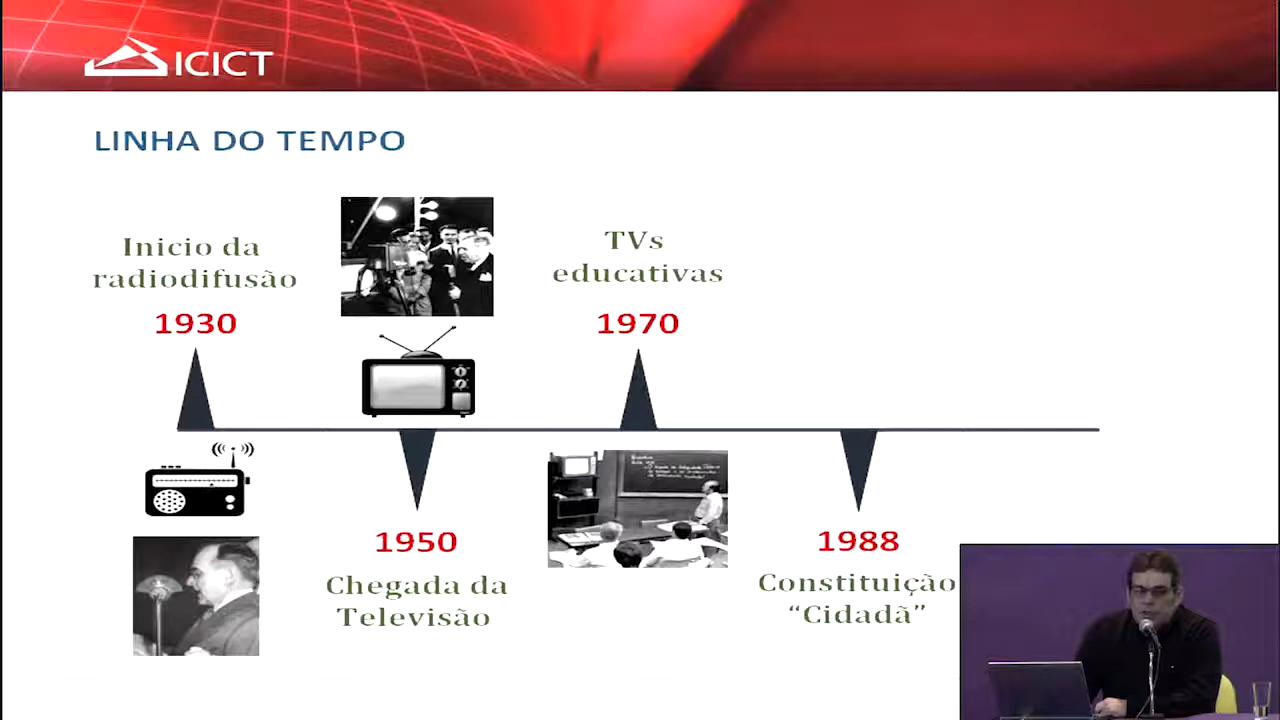 ICICT
LINHA DO TEMPO
Inicio da
radiodifusão
1930
TVs
educativas
1970
1950
Chegada da
Televisão
1988
Constituição
“Cidadã”